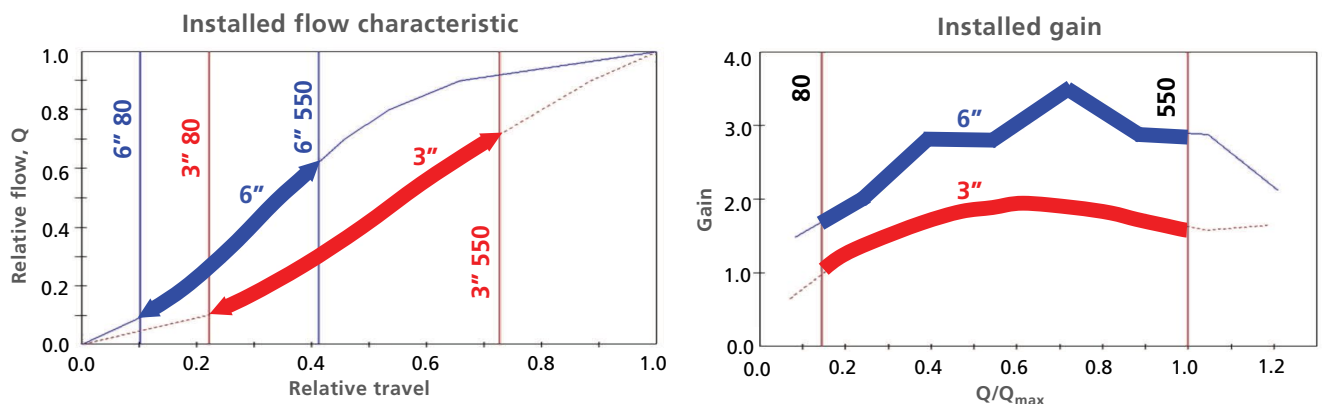 Installed flow characteristic
1.0
0.8
0.6
0.4
0.2
0.0
Relative flow, Q
6” 80
3” 80
6” 550
3” 550
6”
3”
0.0 0.2 0.4 0.6 0.8 1.0
Relative travel
Installed gain
4.0
3.0
2.0
1.0
0.0
Gain
80
550
6”
3”
0.0 0.2 0.4 0.6 0.8 1.0 1.2
Q/Qmax